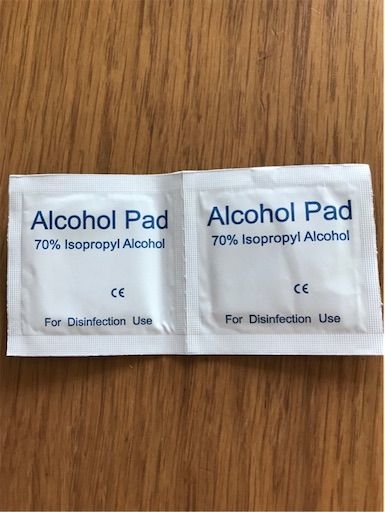 Alcohol Pad
70% Isopropyl Alcohol
CE
For Disinfection Use
Alcohol Pad
70% Isopropyl Alcohol
CE
For Disinfection Use